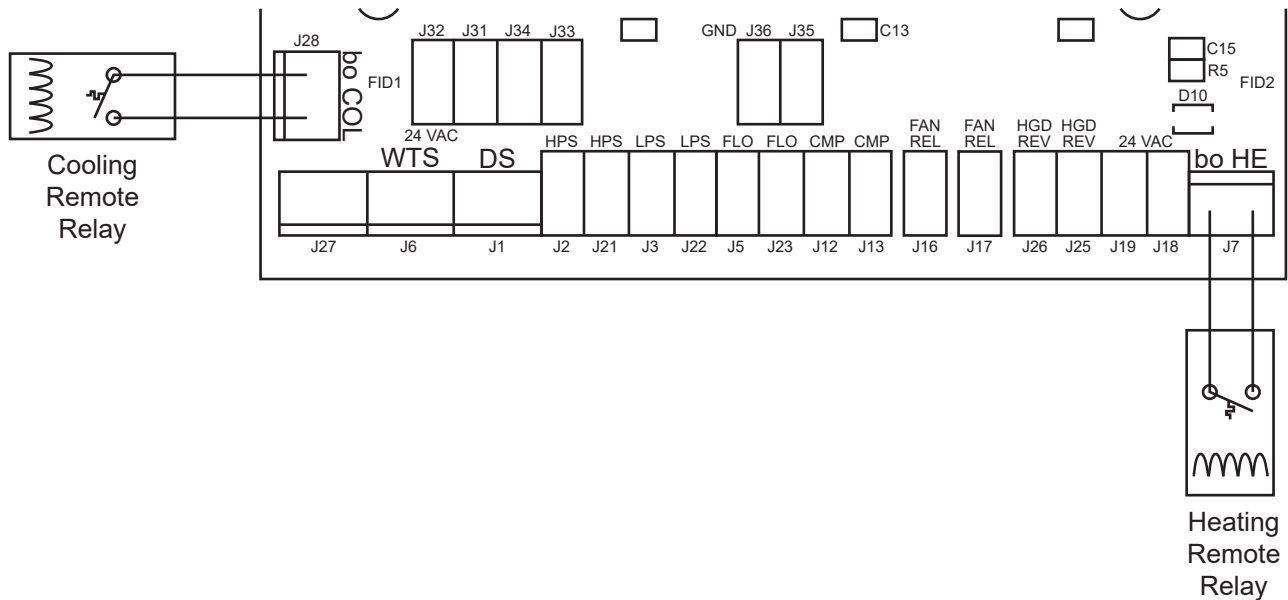 J32 J31 J34 J33
GND J36 J35
C13
J28
bo COL
FID1
C15
R5
FID2
D10
24 VAC
WTS DS
HPS HPS LPS LPS FLO FLO CMP CMP
FAN REL
FAN REL
HGD REV
HGD REV
24 VAC
bo HE
J27 J6 J1 J2 J21 J3 J22 J5 J23 J12 J13 J16 J17 J26 J25 J19 J18 J7
Cooling
Remote
Relay
Heating
Remote
Relay